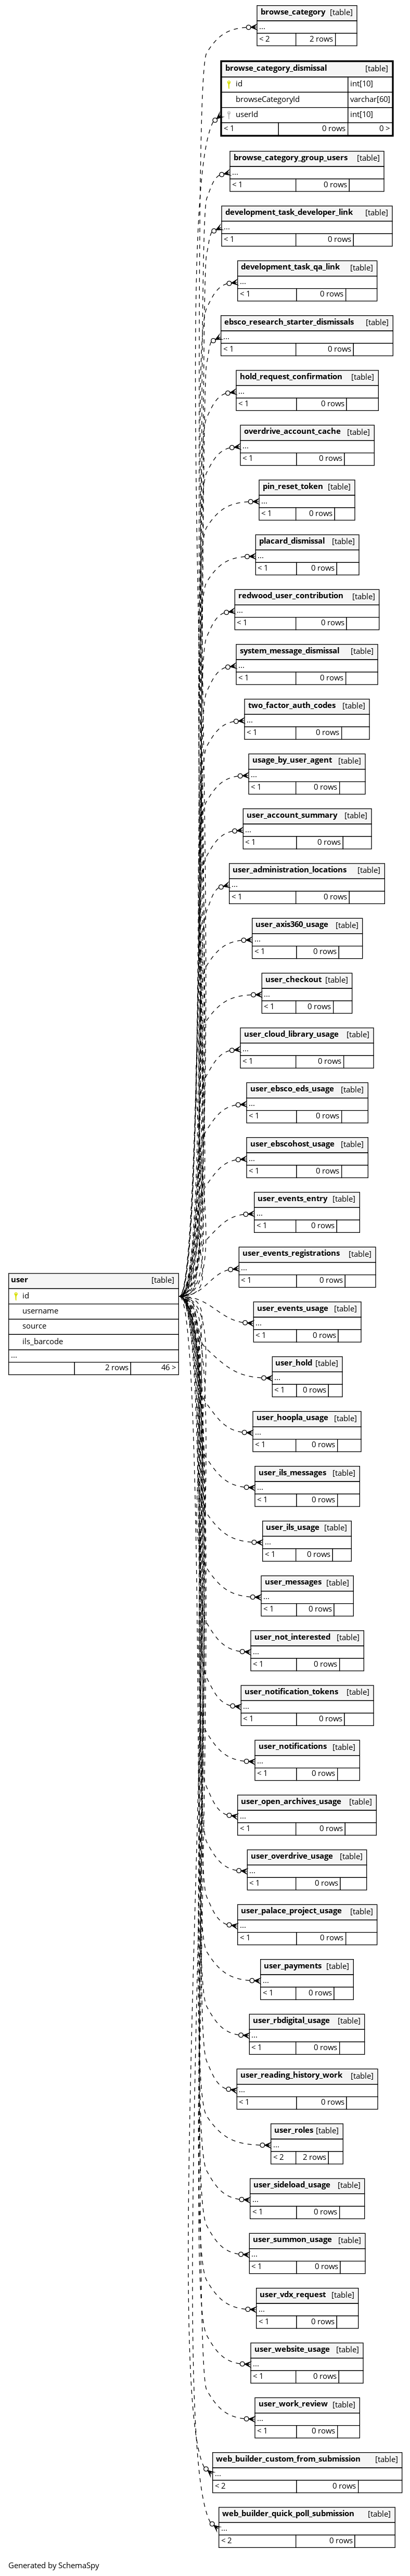 browse_category [table]
...
< 2 2 rows
browse_category_dismissal [table]
id int[10]
browseCategoryId varchar[60]
userId int[10]
< 1 0 rows 0 >
browse_category_group_users [table]
...
< 1 0 rows
development_task_developer_link [table]
...
< 1 0 rows
development_task_qa_link [table]
...
< 1 0 rows
ebsco_research_starter_dismissals [table]
...
< 1 0 rows
hold_request_confirmation [table]
...
< 1 0 rows
overdrive_account_cache [table]
...
< 1 0 rows
pin_reset_token [table]
...
< 1 0 rows
placard_dismissal [table]
...
< 1 0 rows
redwood_user_contribution [table]
...
< 1 0 rows
system_message_dismissal [table]
...
< 1 0 rows
two_factor_auth_codes [table]
...
< 1 0 rows
usage_by_user_agent [table]
...
< 1 0 rows
user_account_summary [table]
...
< 1 0 rows
user_administration_locations [table]
...
< 1 0 rows
user_axis360_usage [table]
...
< 1 0 rows
user_checkout [table]
...
< 1 0 rows
user_cloud_library_usage [table]
...
< 1 0 rows
user_ebsco_eds_usage [table]
...
< 1 0 rows
user_ebscohost_usage [table]
...
< 1 0 rows
user_events_entry [table]
...
< 1 0 rows
user_events_registrations [table]
...
< 1 0 rows
user [table]
id
username
source
ils_barcode
...
2 rows 46 >
user_events_usage [table]
...
< 1 0 rows
user_hold [table]
...
< 1 0 rows
user_hoopla_usage [table]
...
< 1 0 rows
user_ils_messages [table]
...
< 1 0 rows
user_ils_usage [table]
...
< 1 0 rows
user_messages [table]
...
< 1 0 rows
user_not_interested [table]
...
< 1 0 rows
user_notification_tokens [table]
...
< 1 0 rows
user_notifications [table]
...
< 1 0 rows
user_open_archives_usage [table]
...
< 1 0 rows
user_overdrive_usage [table]
...
< 1 0 rows
user_palace_project_usage [table]
...
< 1 0 rows
user_payments [table]
...
< 1 0 rows
user_rbdigital_usage [table]
...
< 1 0 rows
user_reading_history_work [table]
...
< 1 0 rows
user_roles [table]
...
< 2 2 rows
user_sideload_usage [table]
...
< 1 0 rows
user_summon_usage [table]
...
< 1 0 rows
user_vdx_request [table]
...
< 1 0 rows
user_website_usage [table]
...
< 1 0 rows
user_work_review [table]
...
< 1 0 rows
web_builder_custom_from_submission [table]
...
< 2 0 rows
web_builder_quick_poll_submission [table]
...
< 2 0 rows
Generated by SchemaSpy